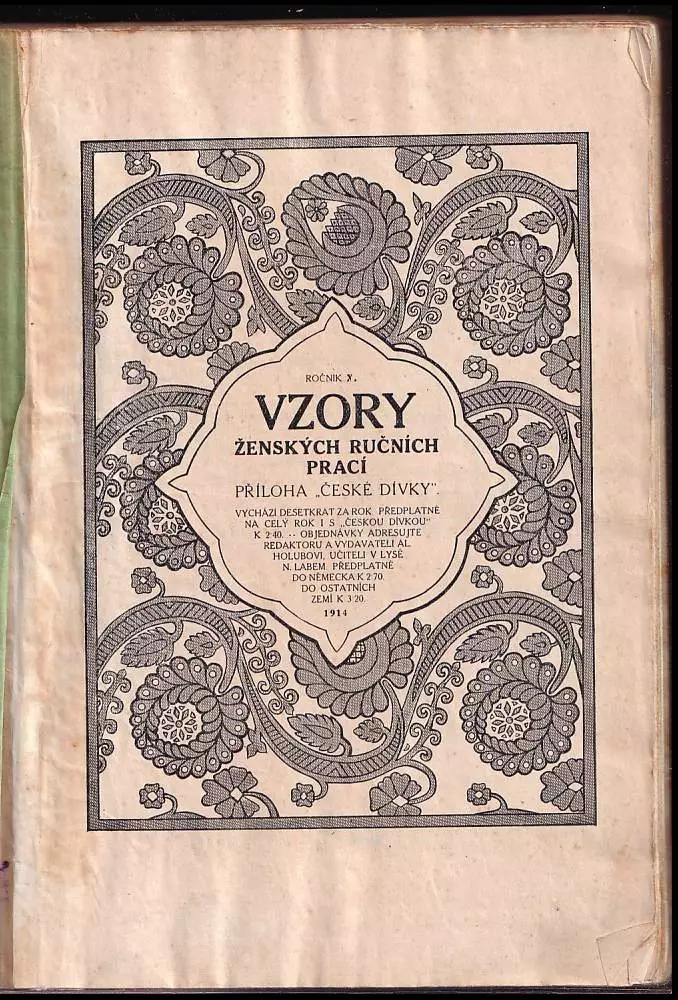 ROČNÍK X.
VZORY
ŽENSKÝCH RUČNÍCH
PRACÍ
PŘÍLOHA „ČESKÉ DÍVKY“.
VYCHÁZÍ DESETKRAT ZA ROK PŘEDPLATNÉ
NA CELÝ ROK I S „ČESKOU DÍVKOU“
K 2·40. ·· OBJEDNÁVKY ADRESUJTE
REDAKTORU A VYDAVATELI AL.
HOLUBOVI, UČITELI V LYSÉ
N. LABEM. PŘEDPLATNÉ
DO NĚMECKA K 2·70.
DO OSTATNÍCH
ZEMÍ K 3·20.
1914